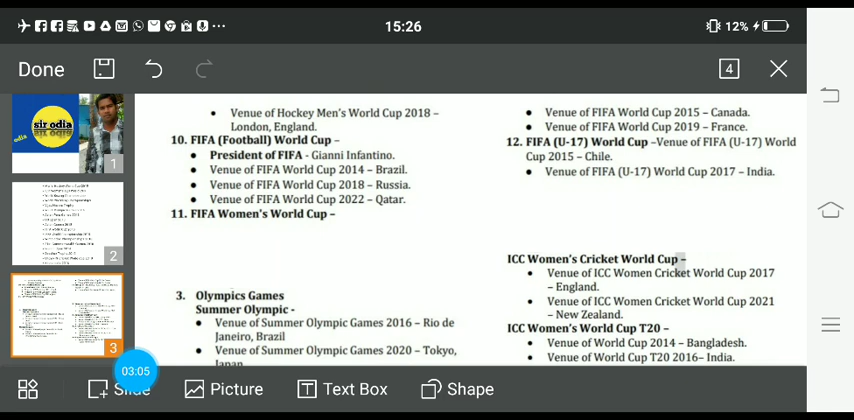 15:26
12%
Done
4
sir odia
odia
1
2
3
• Venue of Hockey Men's World Cup 2018 –
London, England.
10. FIFA (Football) World Cup –
• President of FIFA - Gianni Infantino.
• Venue of FIFA World Cup 2014 – Brazil.
• Venue of FIFA World Cup 2018 – Russia.
• Venue of FIFA World Cup 2022 – Qatar.
11. FIFA Women's World Cup –
3. Olympics Games
Summer Olympic -
• Venue of Summer Olympic Games 2016 – Rio de
Janeiro, Brazil
• Venue of Summer Olympic Games 2020 – Tokyo,
Japan
• Venue of FIFA World Cup 2015 – Canada.
• Venue of FIFA World Cup 2019 – France.
12. FIFA (U-17) World Cup –Venue of FIFA (U-17) World
Cup 2015 – Chile.
• Venue of FIFA (U-17) World Cup 2017 – India.
ICC Women's Cricket World Cup –
• Venue of ICC Women Cricket World Cup 2017
– England.
• Venue of ICC Women Cricket World Cup 2021
– New Zealand.
ICC Women's World Cup T20 –
• Venue of World Cup 2014 – Bangladesh.
• Venue of World Cup T20 2016– India.
03:05
Slide
Picture
Text Box
Shape